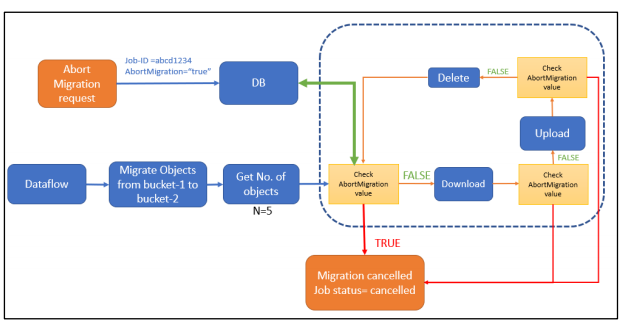 Abort
Migration
request
Job-ID =abcd1234
AbortMigration="true"
DB
Delete
FALSE
Check
AbortMigration
value
Upload
FALSE
Dataflow
Migrate Objects
from bucket-1 to
bucket-2
Get No. of
objects
N=5
Check
AbortMigration
value
FALSE
Download
Check
AbortMigration
value
TRUE
Migration cancelled
Job status= cancelled